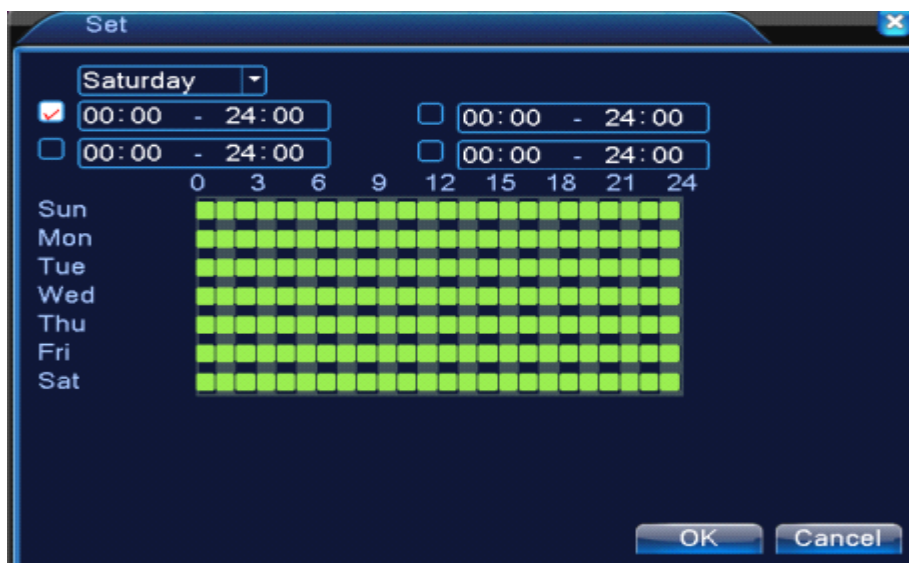 Set
Saturday
00:00 - 24:00 00:00 - 24:00
00:00 - 24:00 00:00 - 24:00
0 3 6 9 12 15 18 21 24
Sun
Mon
Tue
Wed
Thu
Fri
Sat
OK Cancel